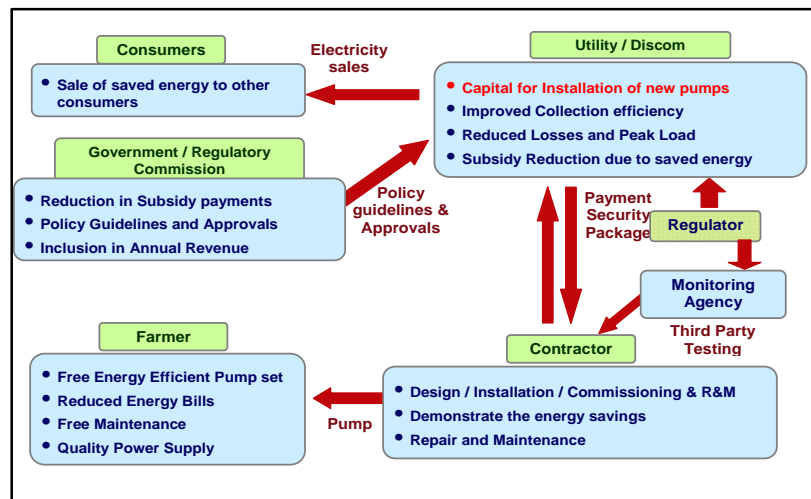 Consumers
• Sale of saved energy to other
consumers
Electricity
sales
Utility / Discom
• Capital for Installation of new pumps
• Improved Collection efficiency
• Reduced Losses and Peak Load
• Subsidy Reduction due to saved energy
Government / Regulatory
Commission
• Reduction in Subsidy payments
• Policy Guidelines and Approvals
• Inclusion in Annual Revenue
Policy
guidelines &
Approvals
Payment
Security
Package
Regulator
Monitoring
Agency
Third Party
Testing
Farmer
• Free Energy Efficient Pump set
• Reduced Energy Bills
• Free Maintenance
• Quality Power Supply
Pump
Contractor
• Design / Installation / Commissioning & R&M
• Demonstrate the energy savings
• Repair and Maintenance